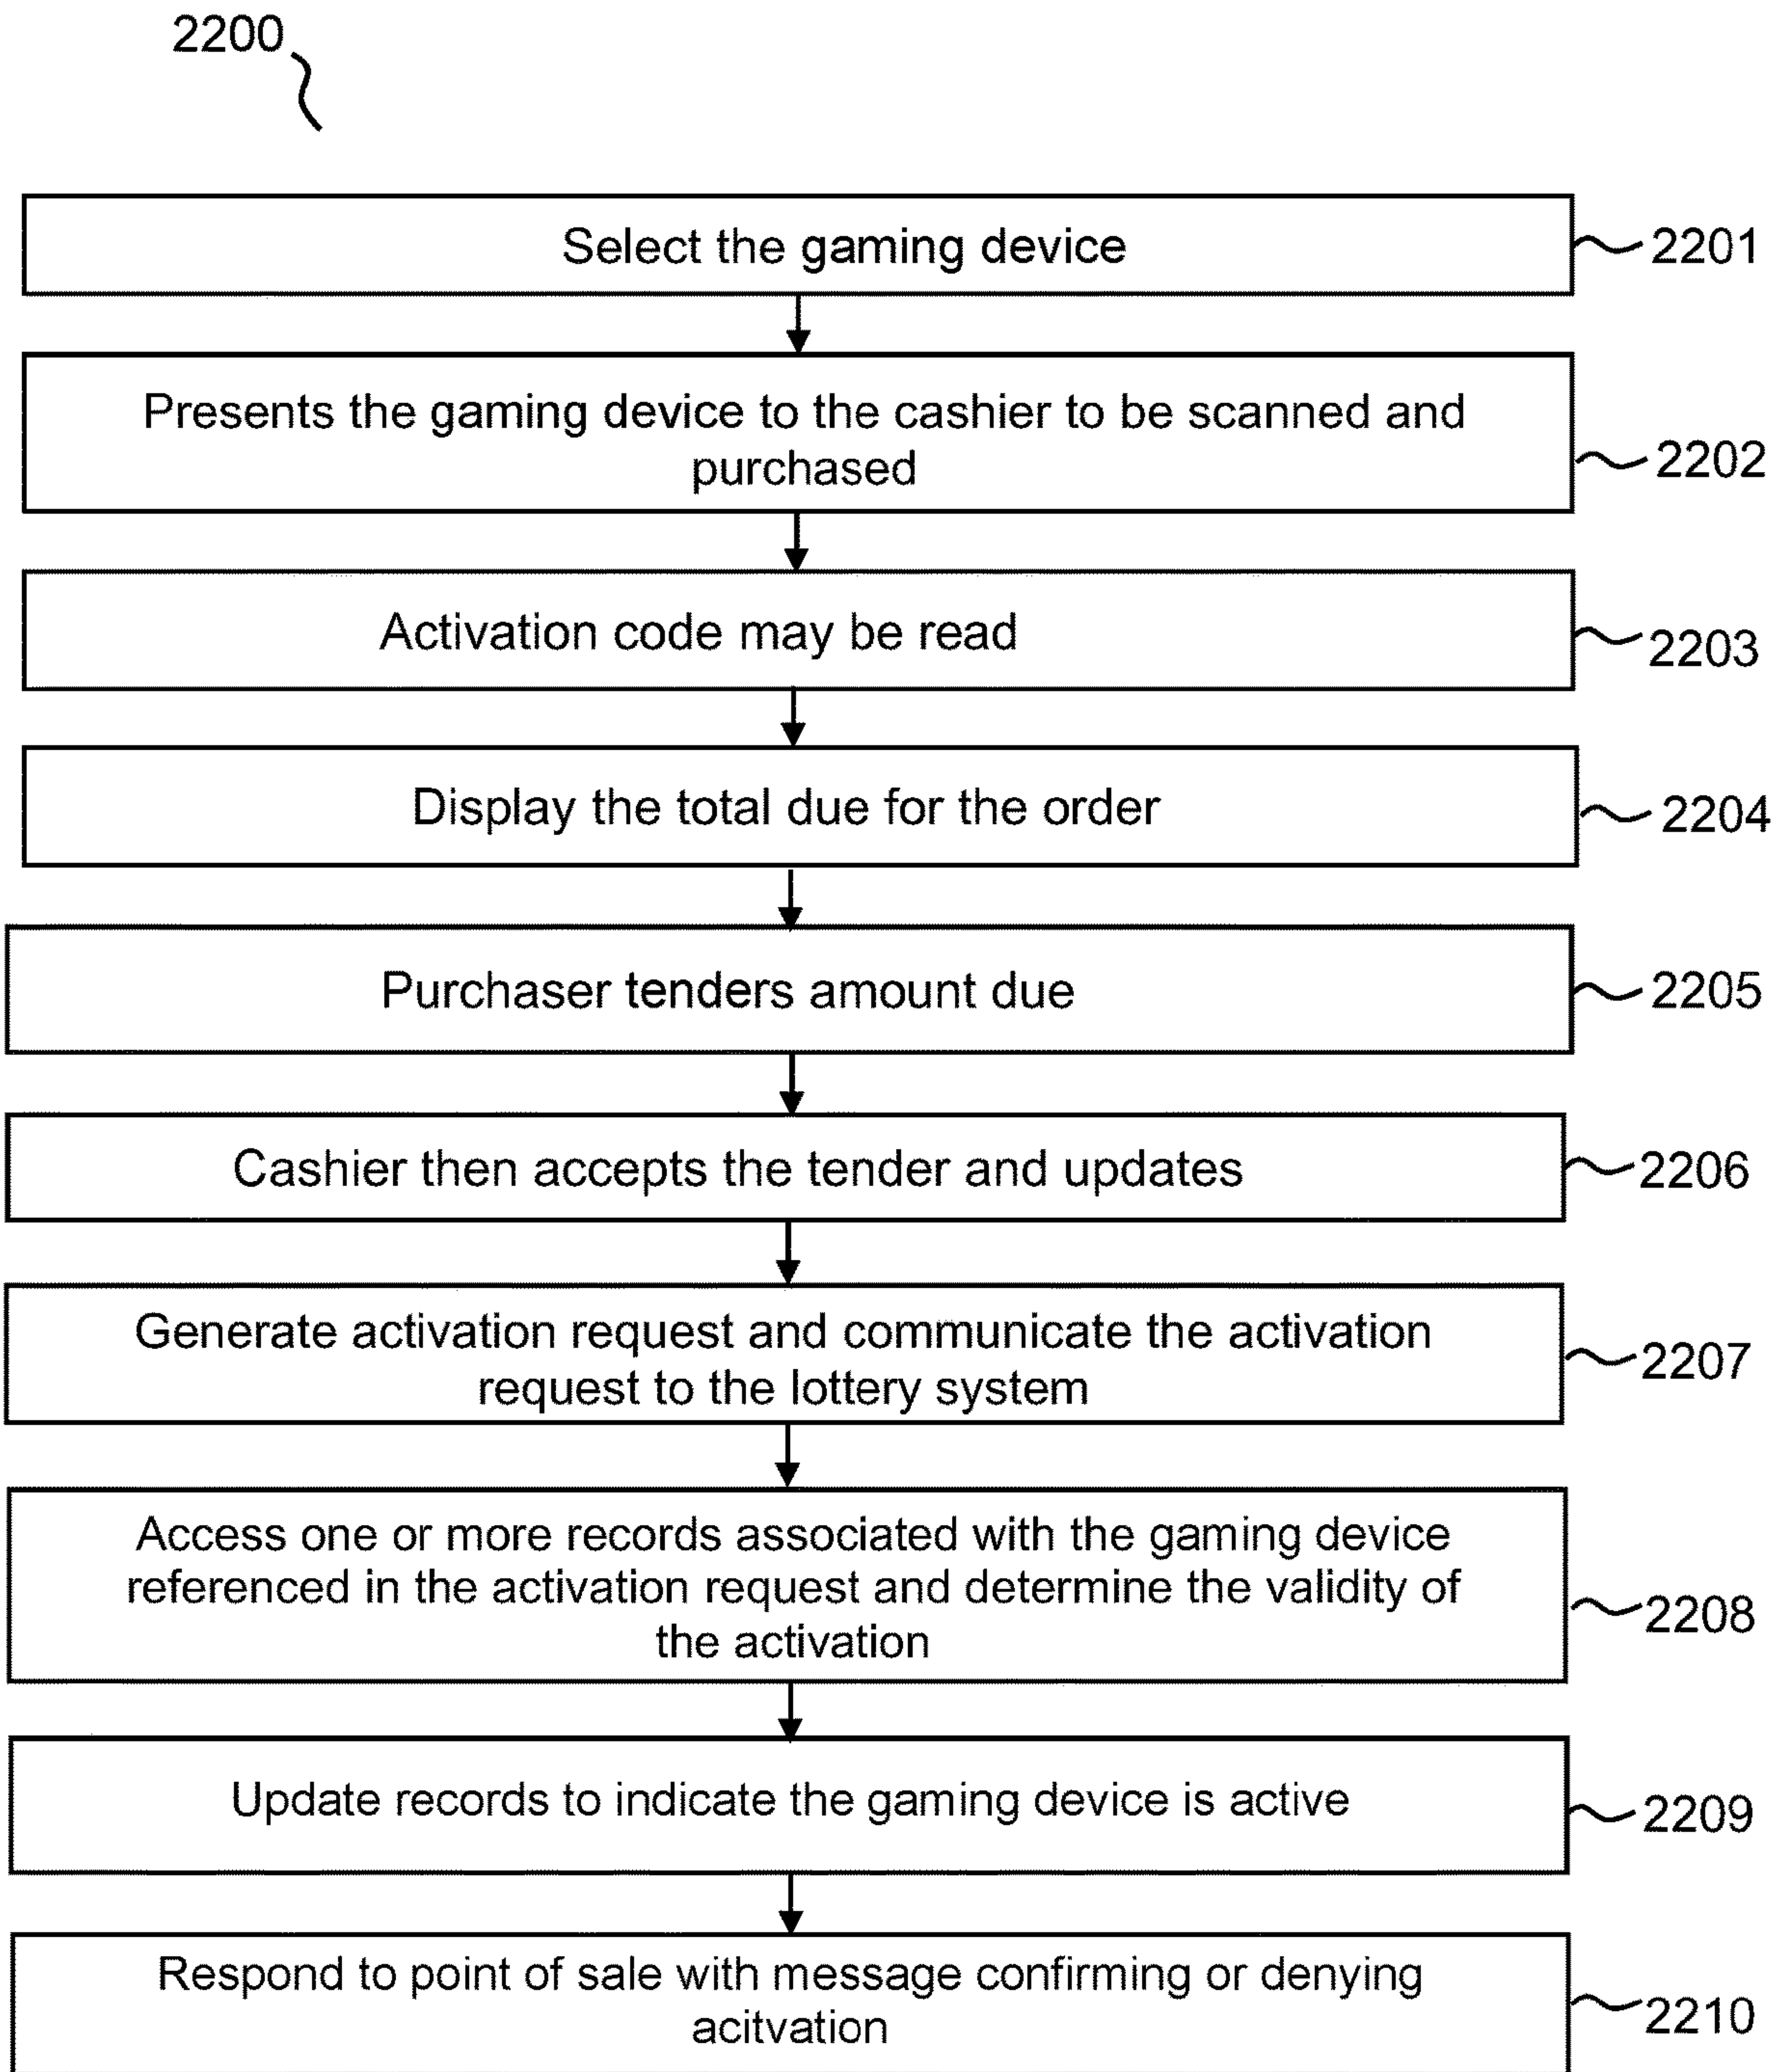 2200
Select the gaming device
2201
Presents the gaming device to the cashier to be scanned and
purchased
2202
Activation code may be read
2203
Display the total due for the order
2204
Purchaser tenders amount due
2205
Cashier then accepts the tender and updates
2206
Generate activation request and communicate the activation
request to the lottery system
2207
Access one or more records associated with the gaming device
referenced in the activation request and determine the validity of
the activation
2208
Update records to indicate the gaming device is active
2209
Respond to point of sale with message confirming or denying
acitvation
2210